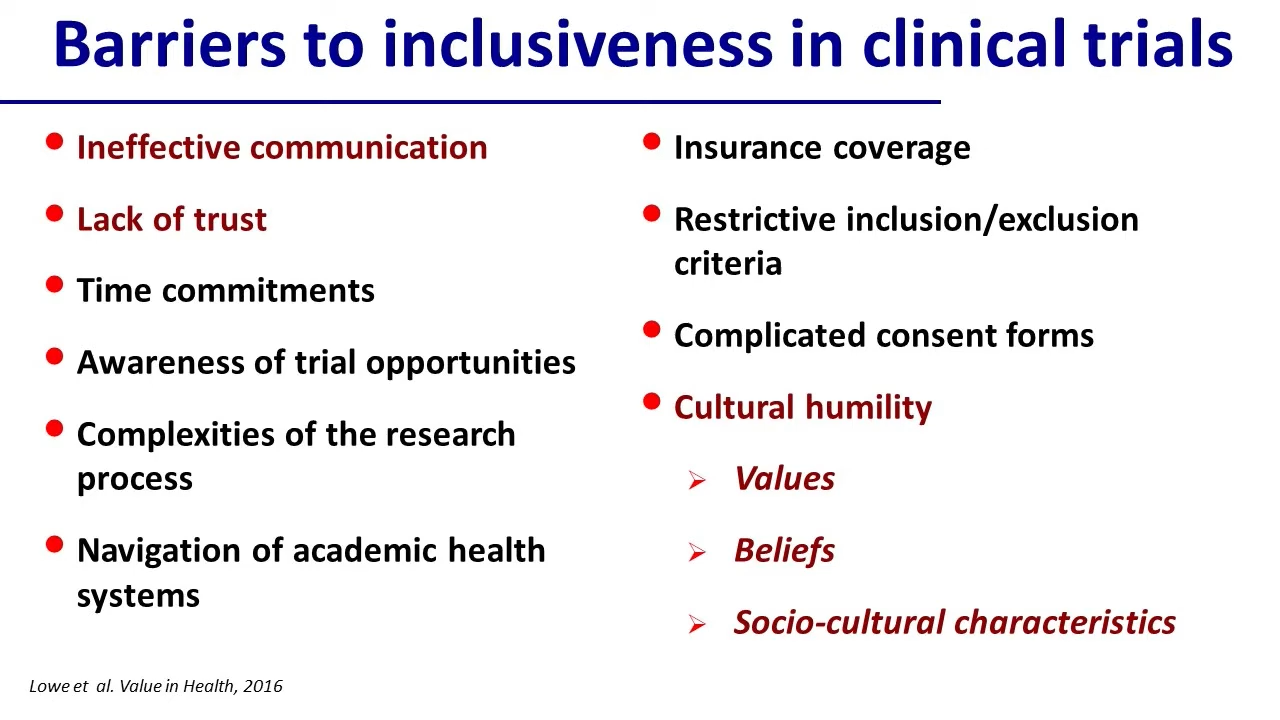 Barriers to inclusiveness in clinical trials
• Ineffective communication
• Lack of trust
• Time commitments
• Awareness of trial opportunities
• Complexities of the research
process
• Navigation of academic health
systems
• Insurance coverage
• Restrictive inclusion/exclusion
criteria
• Complicated consent forms
• Cultural humility
➢ Values
➢ Beliefs
➢ Socio-cultural characteristics
Lowe et al. Value in Health, 2016